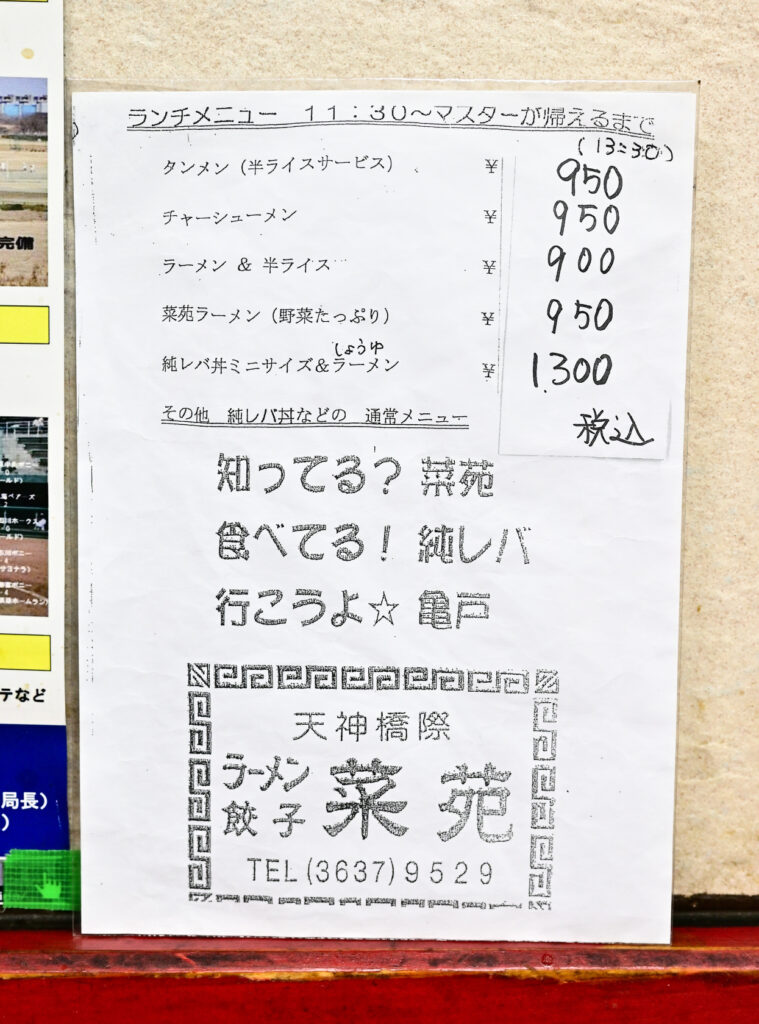 ランチメニュー　１１：３０～マスターが帰えるまで
(13:30)
タンメン（半ライスサービス） ￥ 950
チャーシューメン ￥ 950
ラーメン ＆ 半ライス ￥ 900
菜苑ラーメン（野菜たっぷり） ￥ 950
しょうゆ
純レバ丼ミニサイズ＆ラーメン ￥ 1.300
税込
その他　純レバ丼などの　通常メニュー
知ってる？ 菜苑
食べてる！ 純レバ
行こうよ☆ 亀戸
天神橋際
ラーメン
餃子
菜苑
TEL(3637)9529
完備
テなど
局長）
）